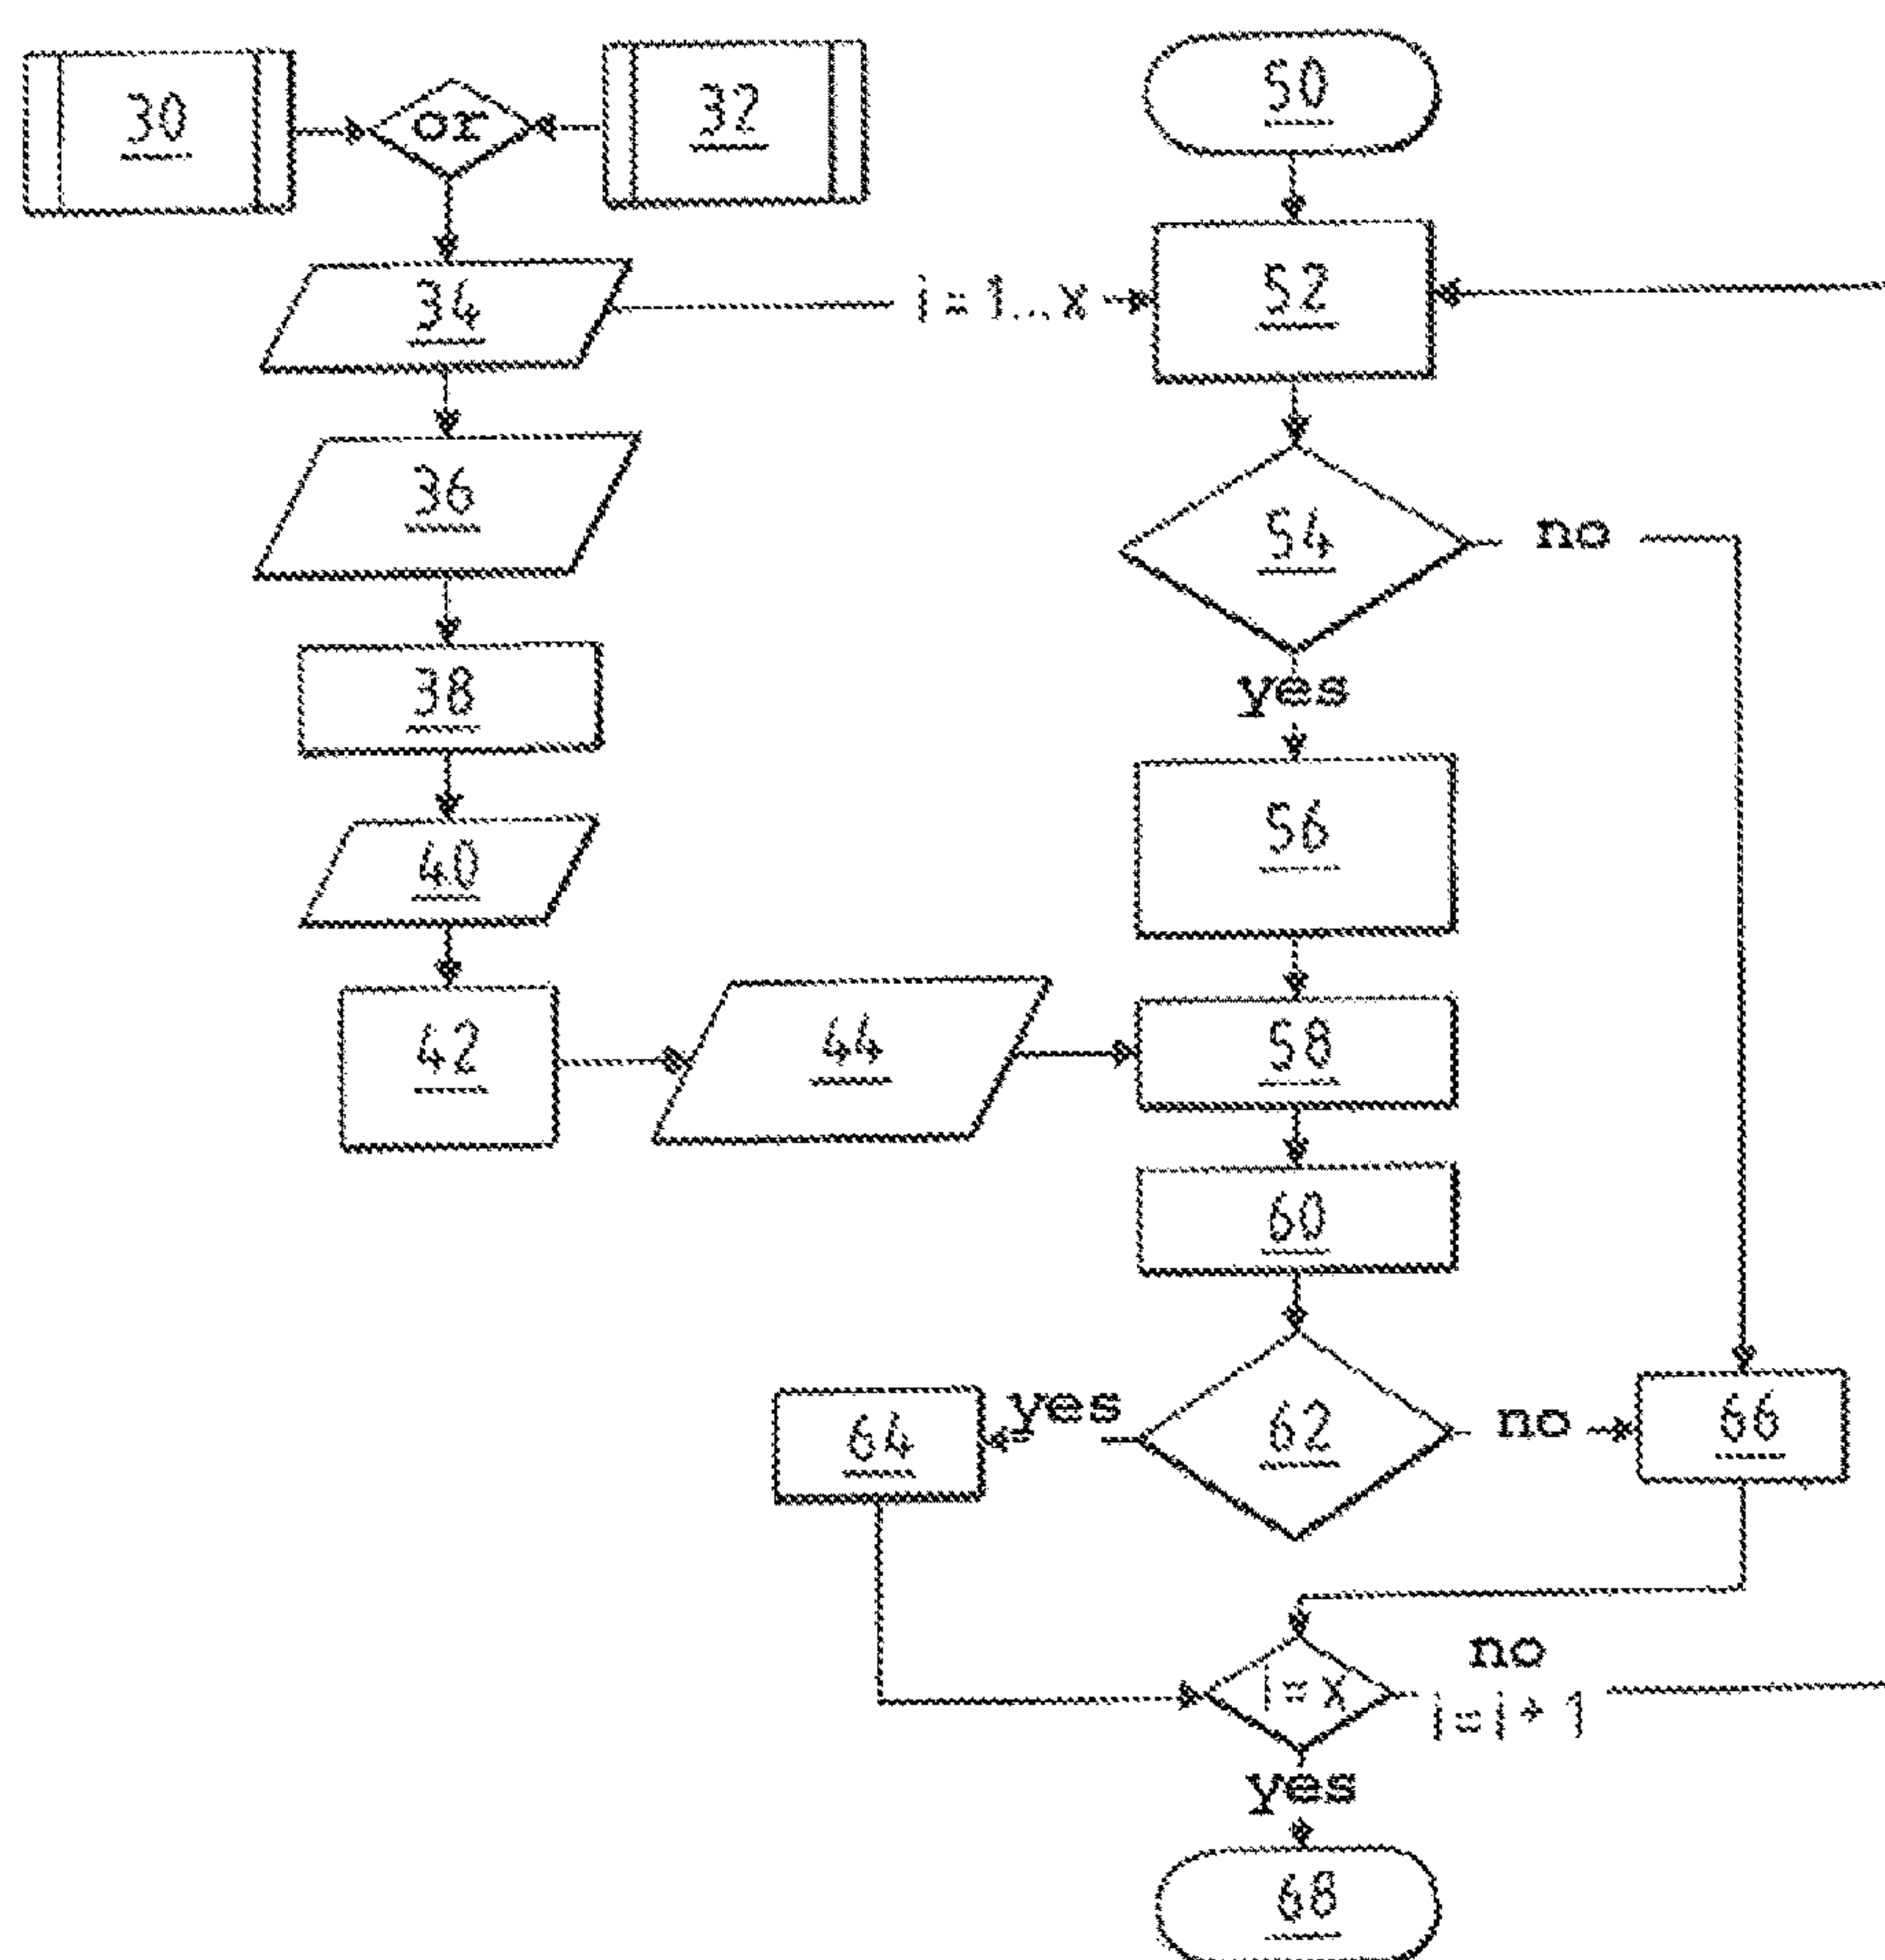 30
or
32
50
34
i = 1... x
52
36
54
no
yes
38
56
40
42
44
58
60
yes
64
62
no
66
i = x
no
i = i + 1
yes
68